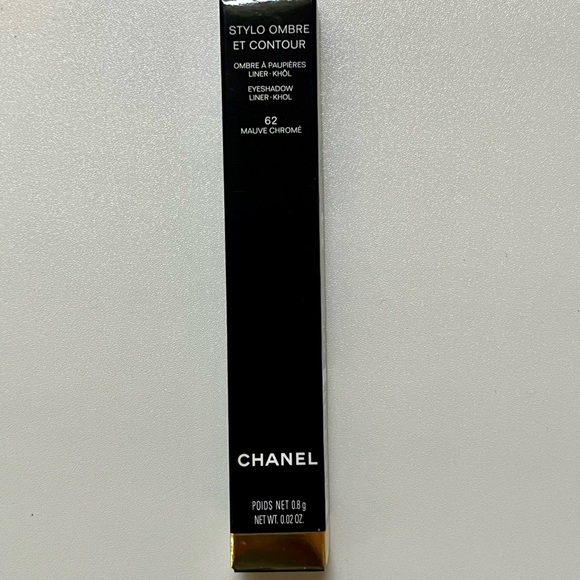 STYLO OMBRE
ET CONTOUR
OMBRE À PAUPIÈRES
LINER·KHÔL
EYESHADOW
LINER·KHOL
62
MAUVE CHROMÉ
CHANEL
POIDS NET 0.8 g
NET WT. 0.02 OZ.